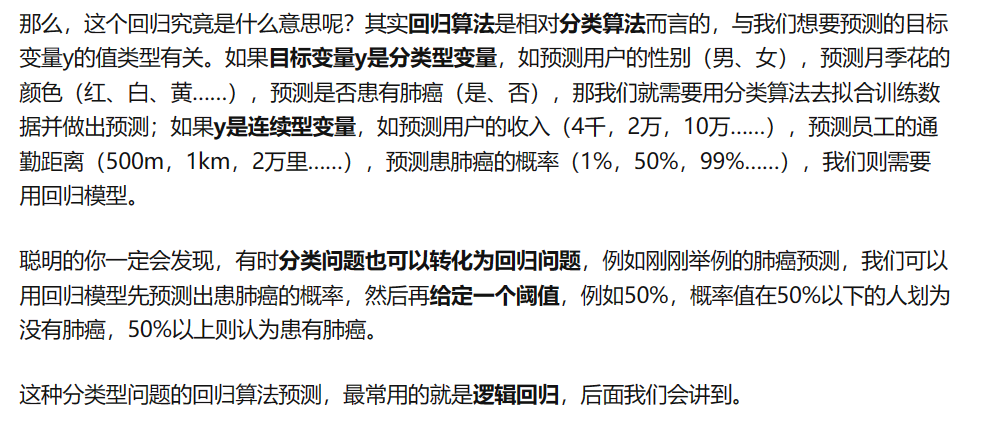 那么，这个回归究竟是什么意思呢？其实回归算法是相对分类算法而言的，与我们想要预测的目标
变量y的值类型有关。如果目标变量y是分类型变量，如预测用户的性别（男、女），预测月季花的
颜色（红、白、黄……），预测是否患有肺癌（是、否），那我们就需要用分类算法去拟合训练数
据并做出预测；如果y是连续型变量，如预测用户的收入（4千，2万，10万……），预测员工的通
勤距离（500m，1km，2万里……），预测患肺癌的概率（1%，50%，99%……），我们则需要
用回归模型。
聪明的你一定会发现，有时分类问题也可以转化为回归问题，例如刚刚举例的肺癌预测，我们可以
用回归模型先预测出患肺癌的概率，然后再给定一个阈值，例如50%，概率值在50%以下的人划为
没有肺癌，50%以上则认为患有肺癌。
这种分类型问题的回归算法预测，最常用的就是逻辑回归，后面我们会讲到。